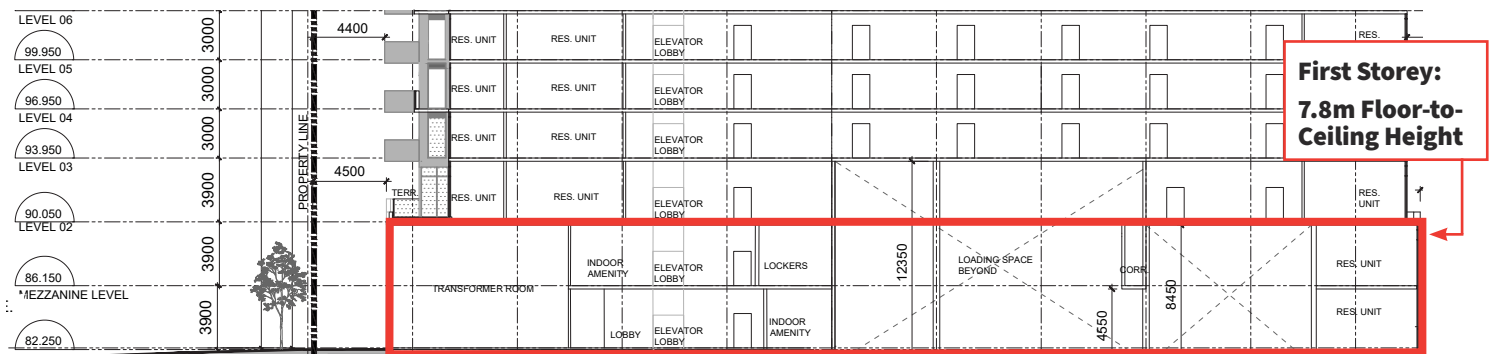 LEVEL 06
99.950
LEVEL 05
96.950
LEVEL 04
93.950
LEVEL 03
90.050
LEVEL 02
86.150
MEZZANINE LEVEL
82.250
3000
3000
3000
3900
3900
3900
PROPERTY LINE
4400
4500
RES. UNIT
RES. UNIT
ELEVATOR
LOBBY
RES.
RES. UNIT
RES. UNIT
ELEVATOR
LOBBY
RES. UNIT
RES. UNIT
ELEVATOR
LOBBY
TERR.
RES. UNIT
RES. UNIT
ELEVATOR
LOBBY
RES.
UNIT
TRANSFORMER ROOM
INDOOR
AMENITY
ELEVATOR
LOBBY
LOCKERS
12350
LOADING SPACE
BEYOND
CORR.
8450
4550
RES. UNIT
LOBBY
ELEVATOR
LOBBY
INDOOR
AMENITY
RES. UNIT
First Storey:
7.8m Floor-to-
Ceiling Height